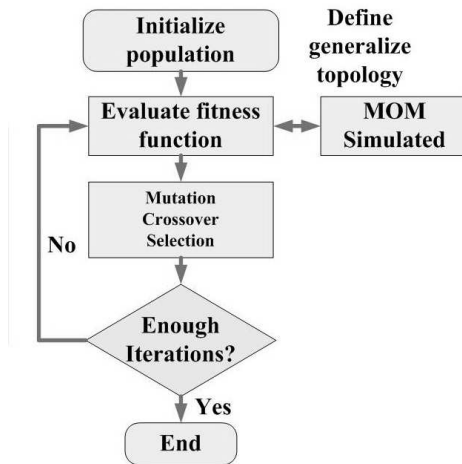 Initialize
population
Define
generalize
topology
Evaluate fitness
function
MOM
Simulated
Mutation
Crossover
Selection
No
Enough
Iterations?
Yes
End